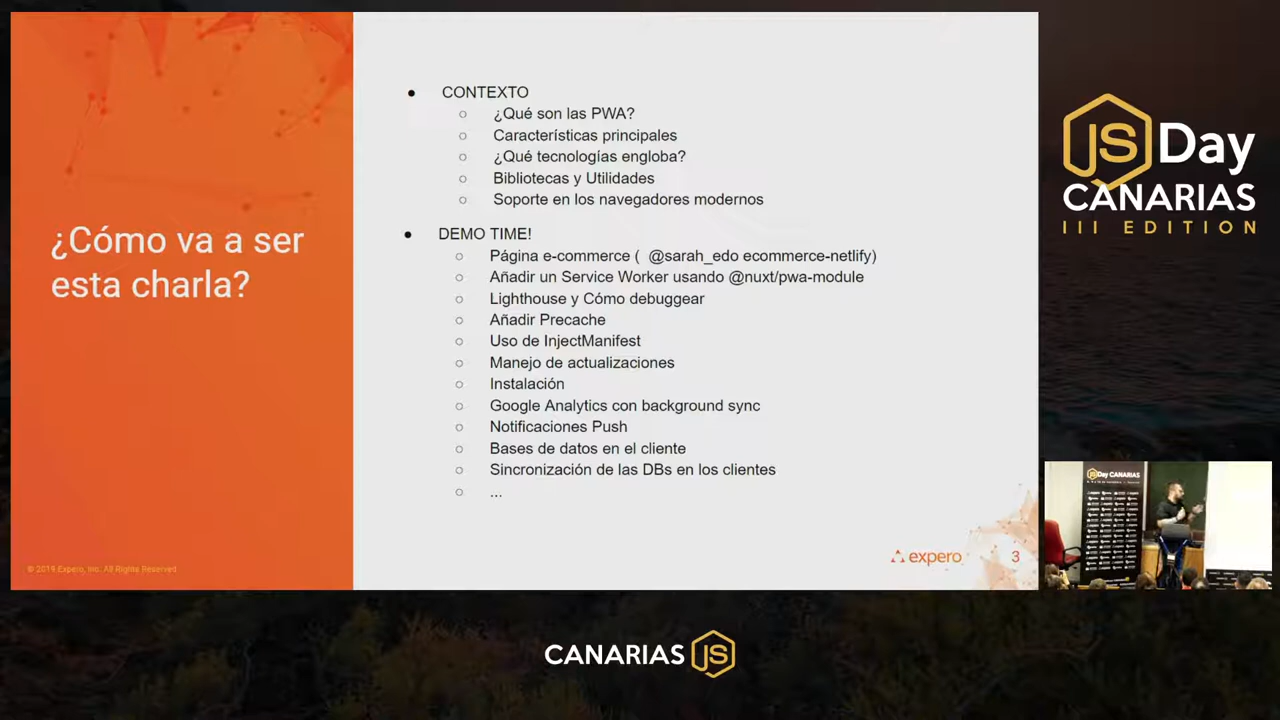 ¿Cómo va a ser
esta charla?
© 2019 Expero, Inc. All Rights Reserved
● CONTEXTO
○ ¿Qué son las PWA?
○ Características principales
○ ¿Qué tecnologías engloba?
○ Bibliotecas y Utilidades
○ Soporte en los navegadores modernos
● DEMO TIME!
○ Página e-commerce ( @sarah_edo ecommerce-netlify)
○ Añadir un Service Worker usando @nuxt/pwa-module
○ Lighthouse y Cómo debuggear
○ Añadir Precache
○ Uso de InjectManifest
○ Manejo de actualizaciones
○ Instalación
○ Google Analytics con background sync
○ Notificaciones Push
○ Bases de datos en el cliente
○ Sincronización de las DBs en los clientes
○ ...
expero
3
JS Day
CANARIAS
III EDITION
JSDay CANARIAS
CANARIAS JS